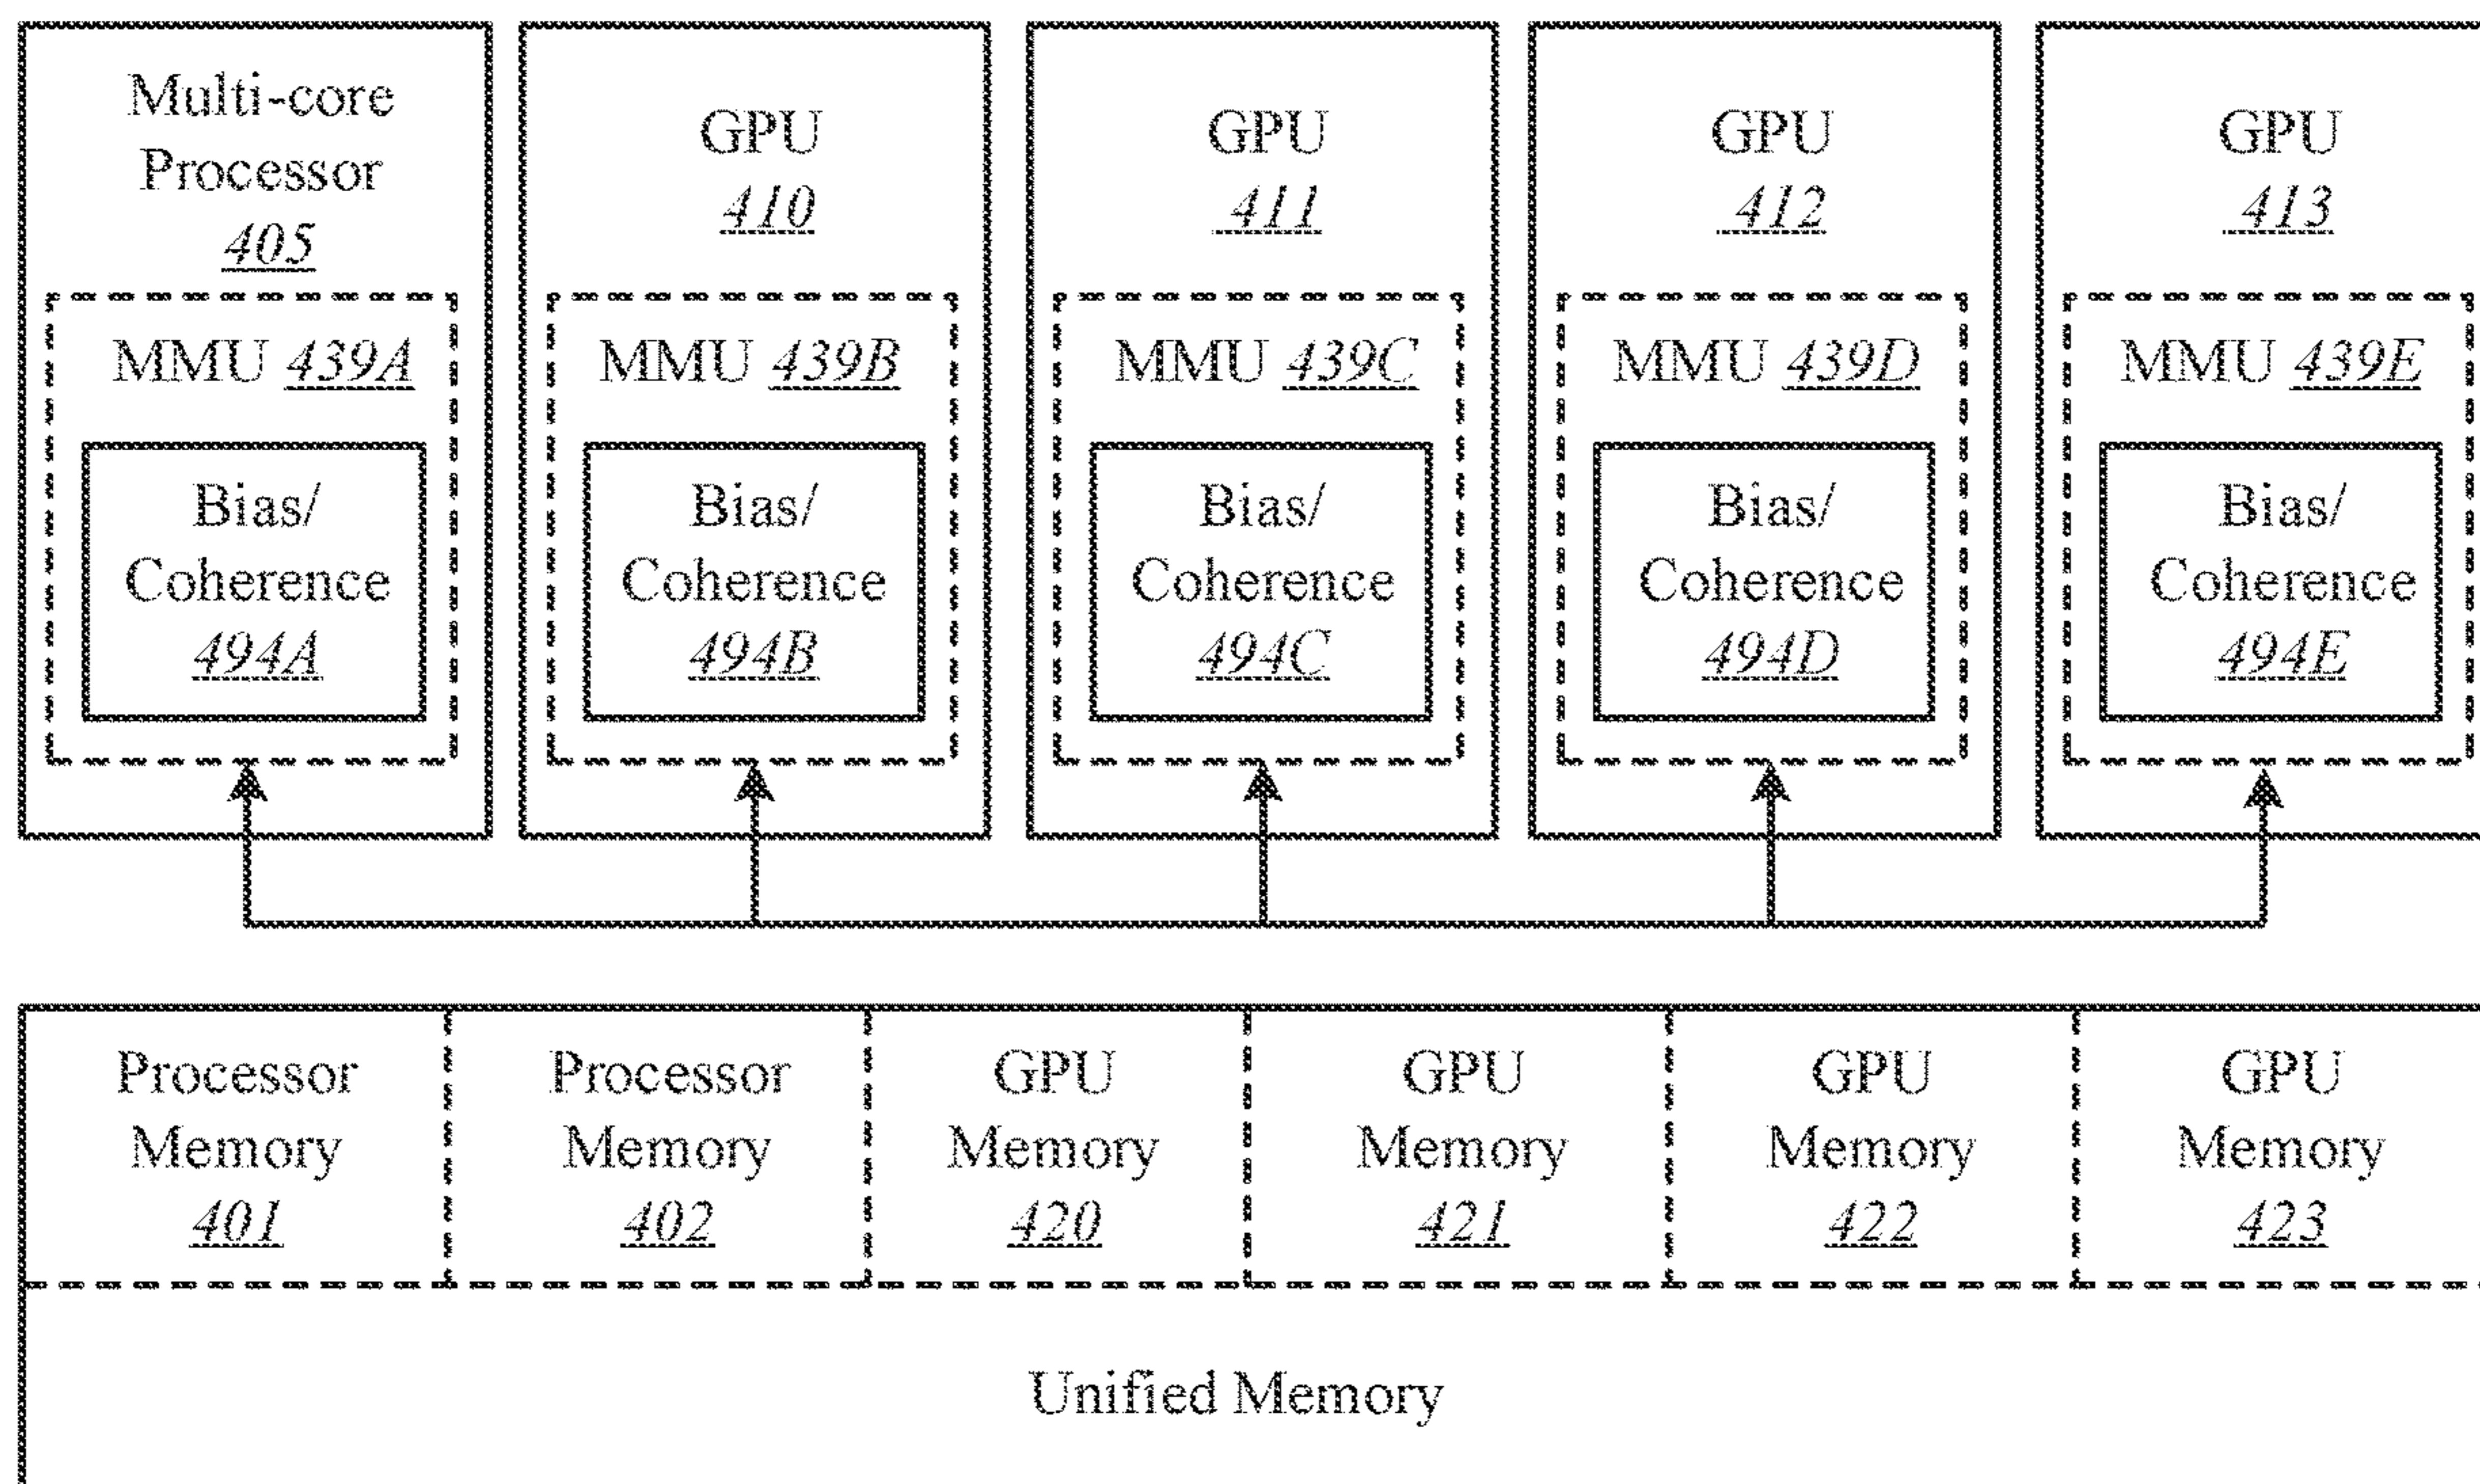 Multi-core
Processor
405
MMU 439A
Bias/
Coherence
494A
GPU
410
MMU 439B
Bias/
Coherence
494B
GPU
411
MMU 439C
Bias/
Coherence
494C
GPU
412
MMU 439D
Bias/
Coherence
494D
GPU
413
MMU 439E
Bias/
Coherence
494E
Processor
Memory
401
Processor
Memory
402
GPU
Memory
420
GPU
Memory
421
GPU
Memory
422
GPU
Memory
423
Unified Memory